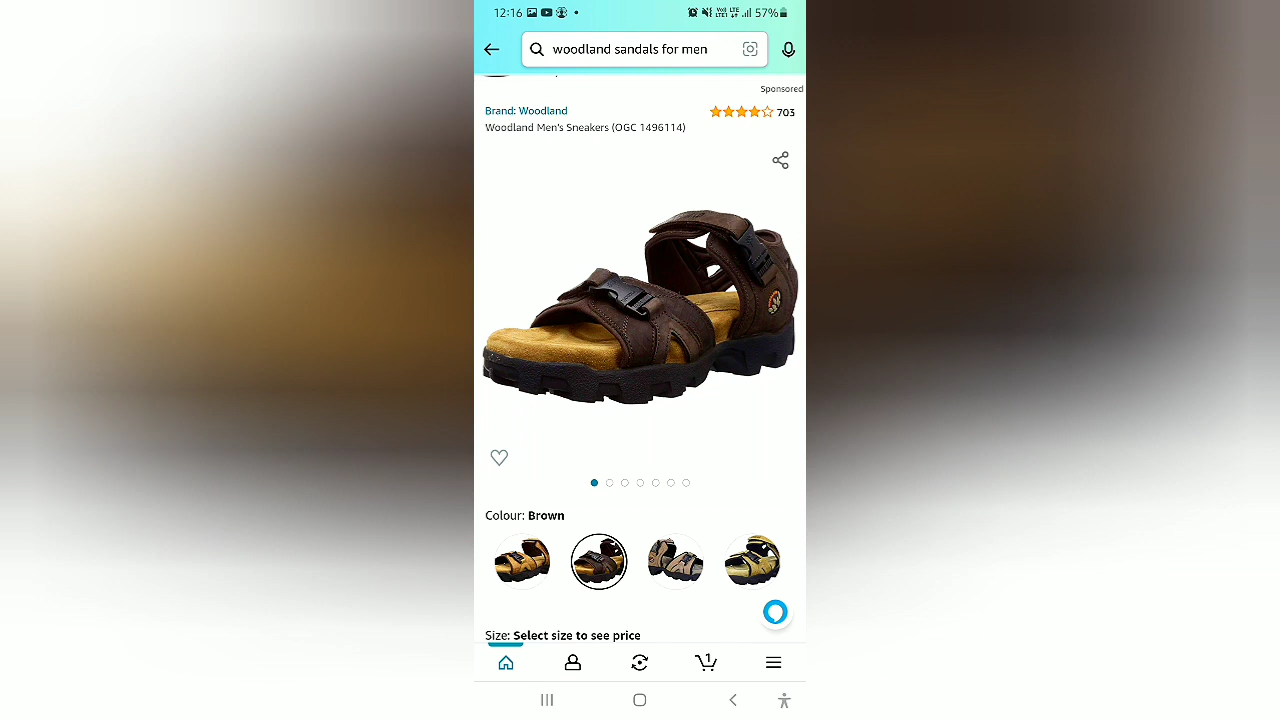 12:16 57%
woodland sandals for men
Sponsored
Brand: Woodland 703
Woodland Men's Sneakers (OGC 1496114)
Colour: Brown
Size: Select size to see price
1